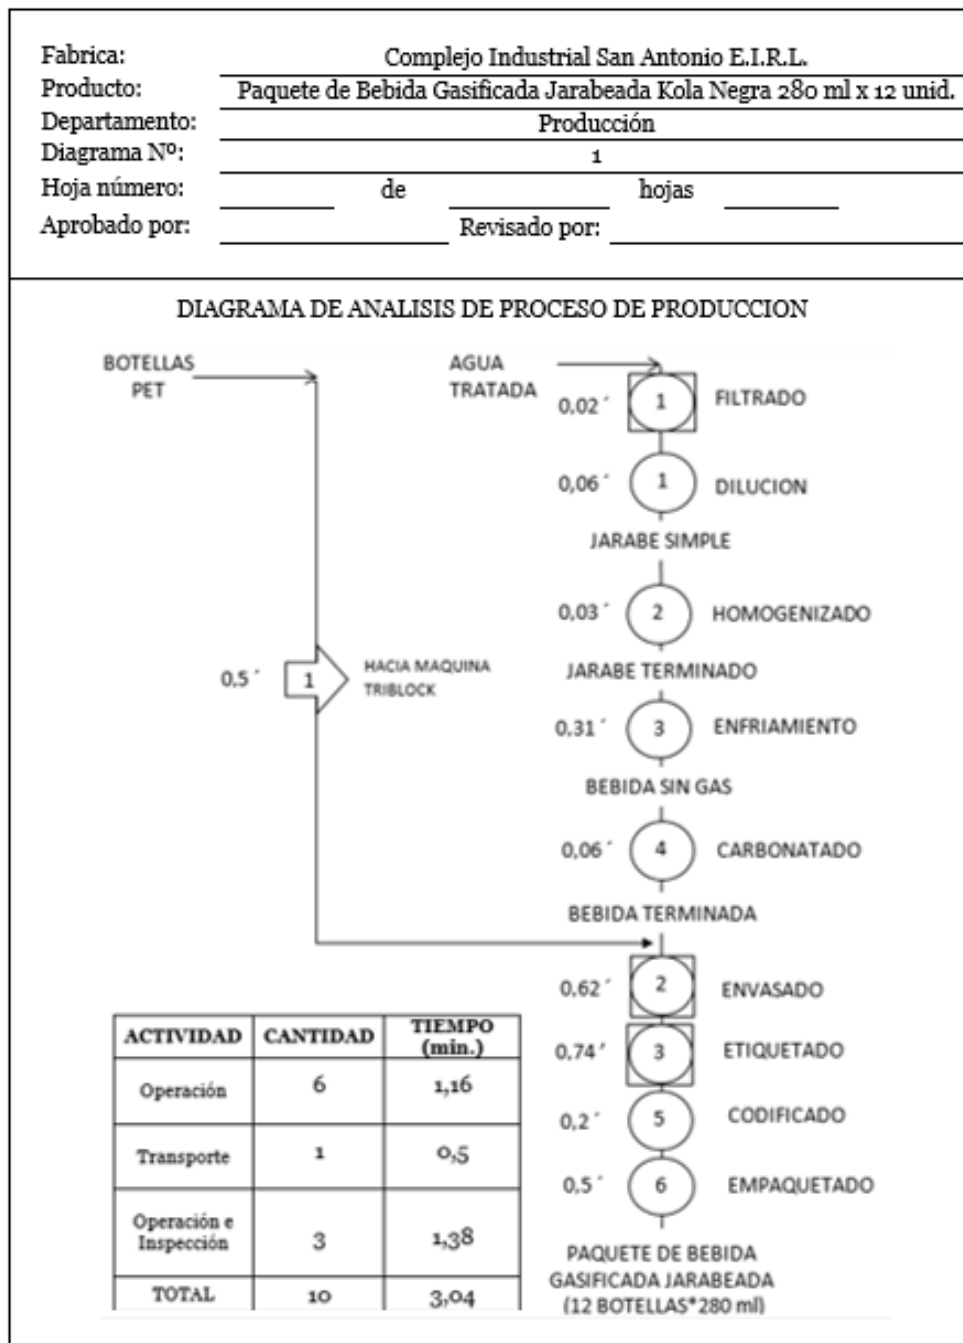 Fabrica: Complejo Industrial San Antonio E.I.R.L.
Producto: Paquete de Bebida Gasificada Jarabeada Kola Negra 280 ml x 12 unid.
Departamento: Producción
Diagrama Nº: 1
Hoja número: de hojas
Aprobado por: Revisado por:
DIAGRAMA DE ANALISIS DE PROCESO DE PRODUCCION
BOTELLAS
PET
AGUA
TRATADA
0,02´ 1 FILTRADO
0,06´ 1 DILUCION
JARABE SIMPLE
0,03´ 2 HOMOGENIZADO
JARABE TERMINADO
0,5´ 1 HACIA MAQUINA
TRIBLOCK
0,31´ 3 ENFRIAMIENTO
BEBIDA SIN GAS
0,06´ 4 CARBONATADO
BEBIDA TERMINADA
0,62´ 2 ENVASADO
0,74´ 3 ETIQUETADO
0,2´ 5 CODIFICADO
0,5´ 6 EMPAQUETADO
PAQUETE DE BEBIDA
GASIFICADA JARABEADA
(12 BOTELLAS*280 ml)
ACTIVIDAD CANTIDAD TIEMPO
(min.)
Operación 6 1,16
Transporte 1 0,5
Operación e
Inspección 3 1,38
TOTAL 10 3,04